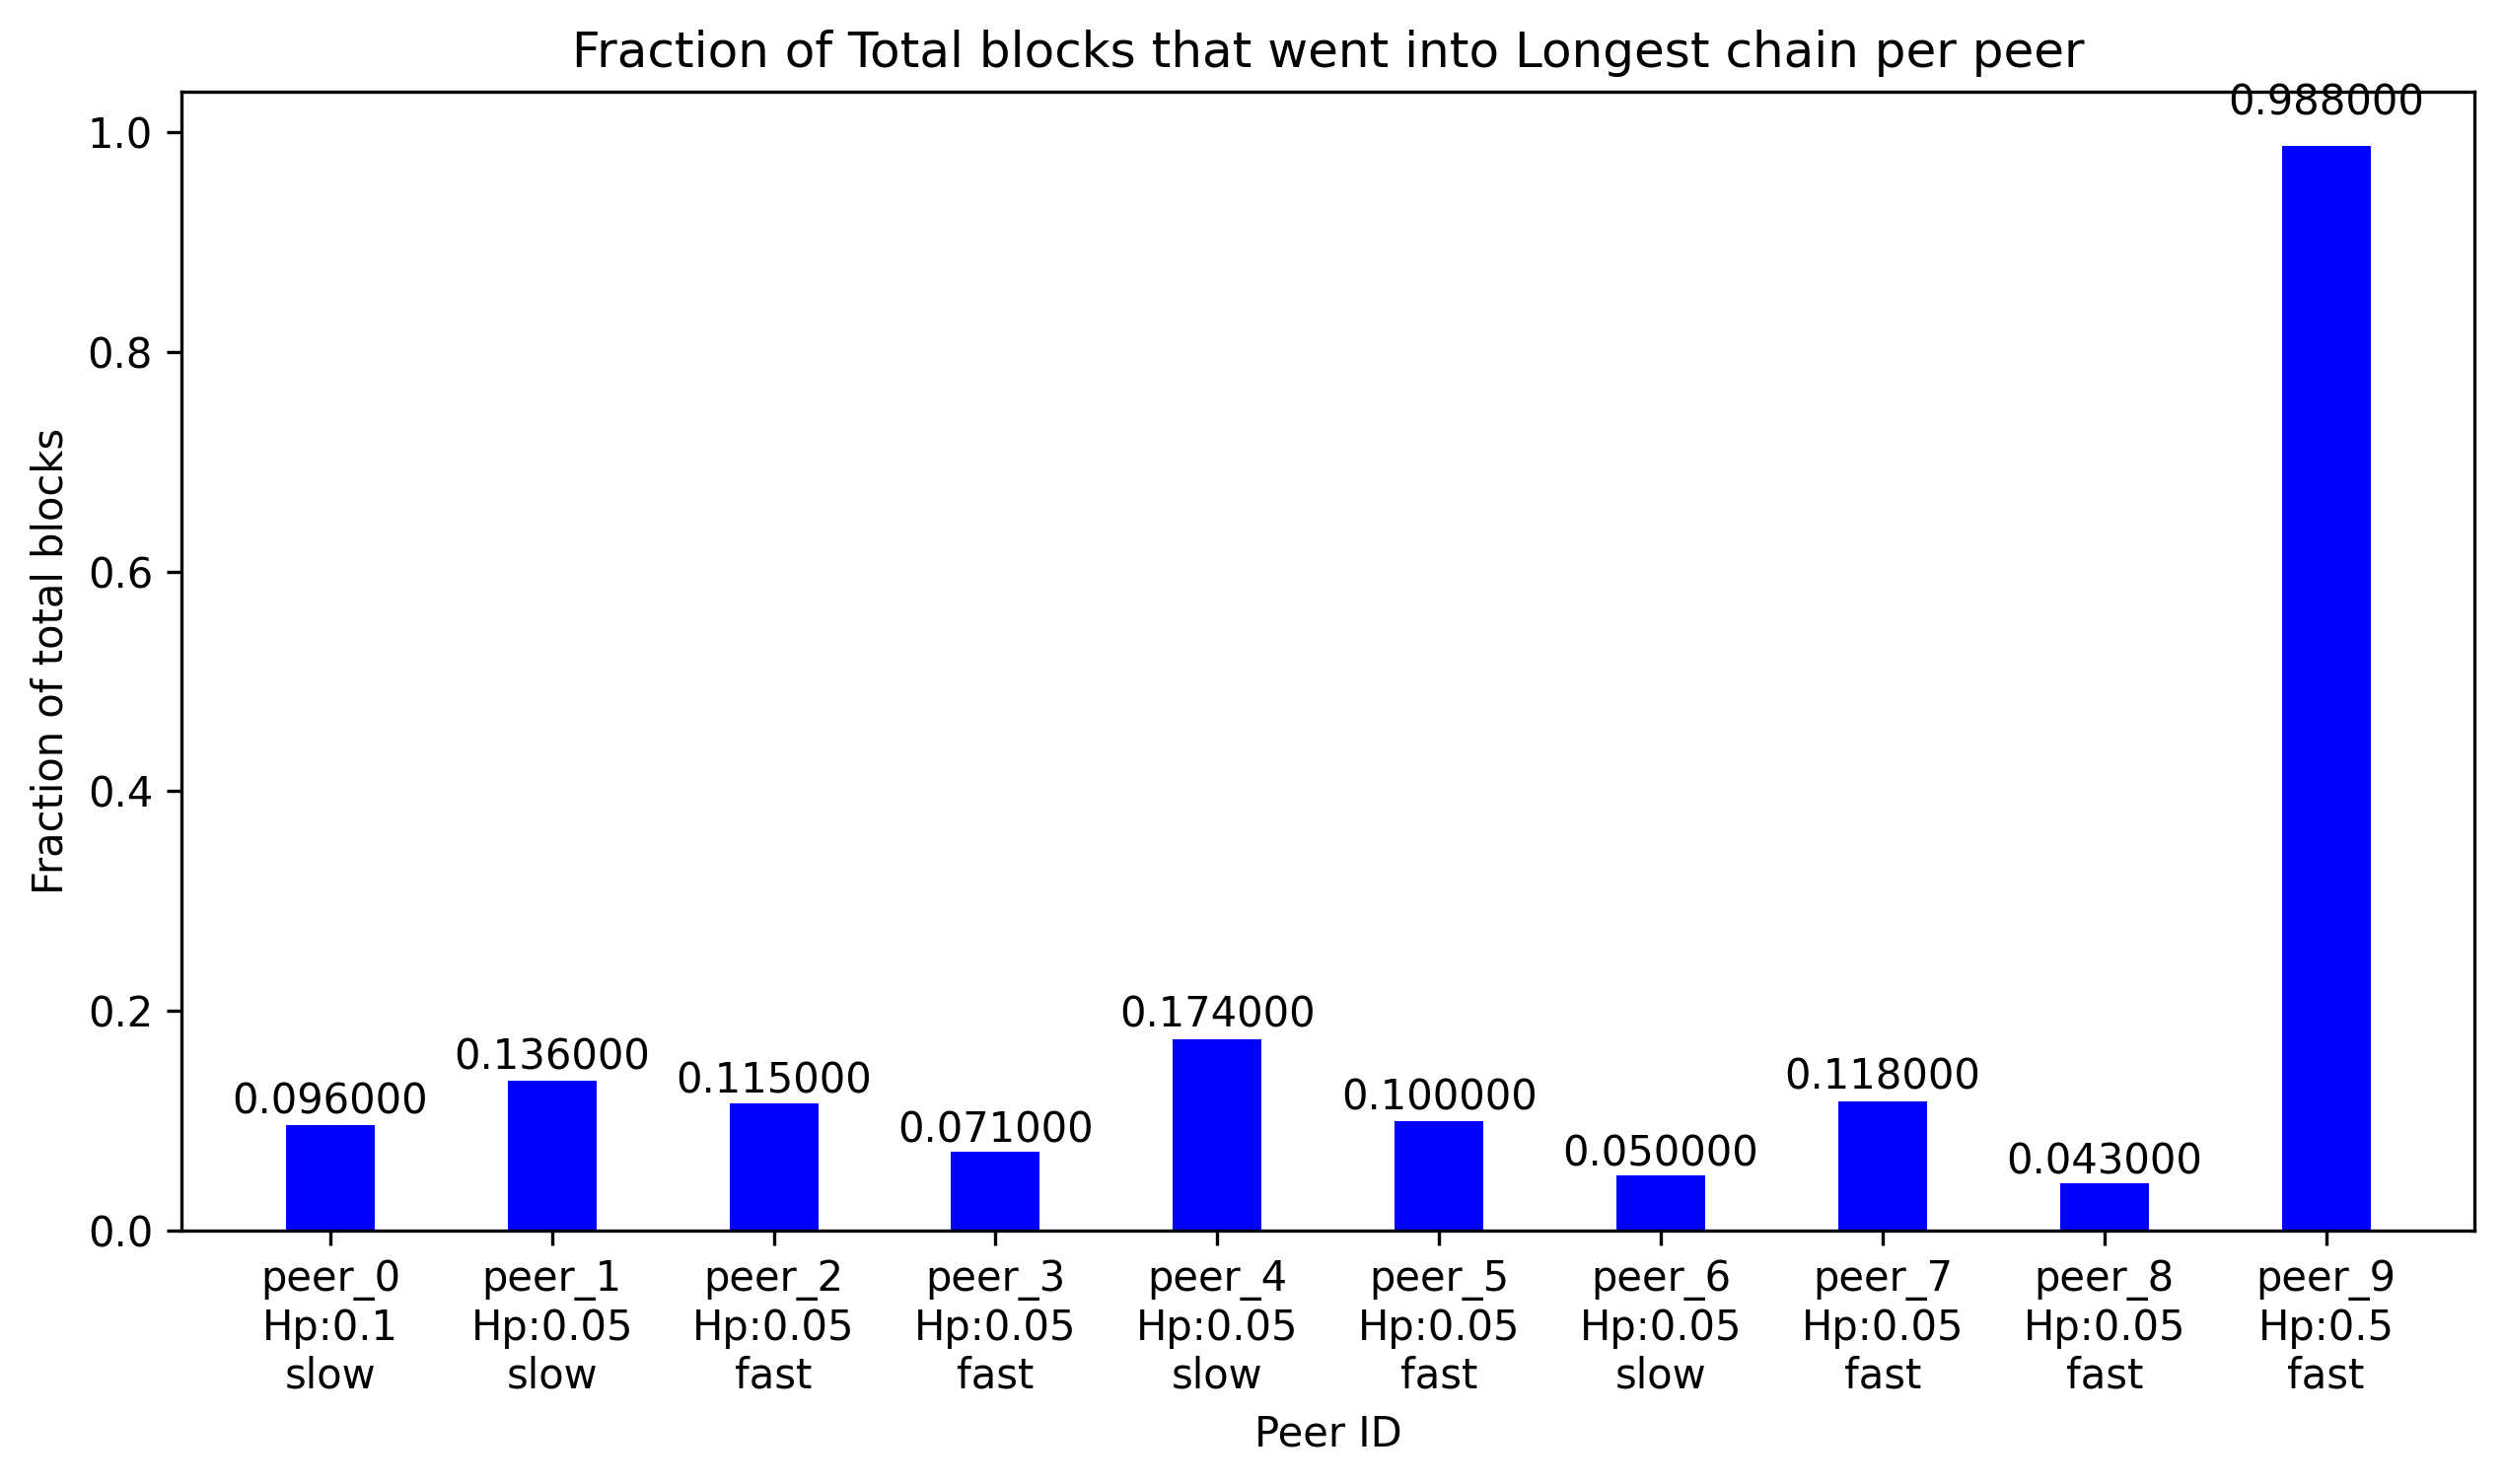 Fraction of Total blocks that went into Longest chain per peer
Fraction of total blocks
1.0
0.8
0.6
0.4
0.2
0.0
0.096000
0.136000
0.115000
0.071000
0.174000
0.100000
0.050000
0.118000
0.043000
0.988000
peer_0 peer_1 peer_2 peer_3 peer_4 peer_5 peer_6 peer_7 peer_8 peer_9
Hp:0.1 Hp:0.05 Hp:0.05 Hp:0.05 Hp:0.05 Hp:0.05 Hp:0.05 Hp:0.05 Hp:0.05 Hp:0.5
slow slow fast fast slow fast slow fast fast fast
Peer ID